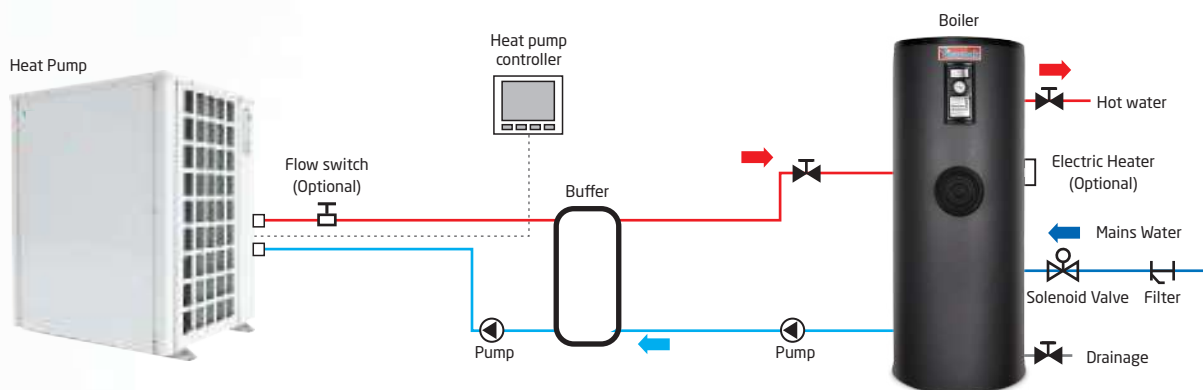 Boiler
Heat pump
controller
Heat Pump
Hot water
Flow switch
(Optional)
Electric Heater
(Optional)
Buffer
Mains Water
Solenoid Valve
Filter
Pump
Pump
Drainage